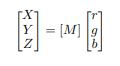 [X Y Z] = [M] [r g b]